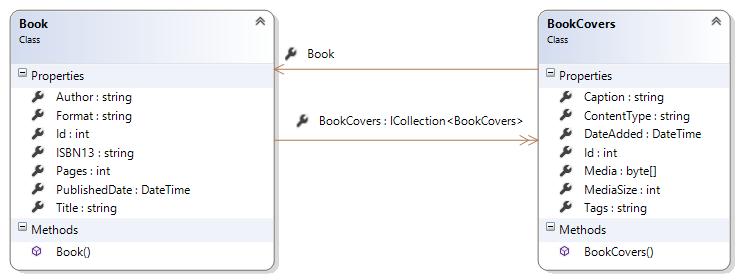 Book
Class
Properties
Author : string
Format : string
Id : int
ISBN13 : string
Pages : int
PublishedDate : DateTime
Title : string
Methods
Book()
Book
BookCovers : ICollection<BookCovers>
BookCovers
Class
Properties
Caption : string
ContentType : string
DateAdded : DateTime
Id : int
Media : byte[]
MediaSize : int
Tags : string
Methods
BookCovers()